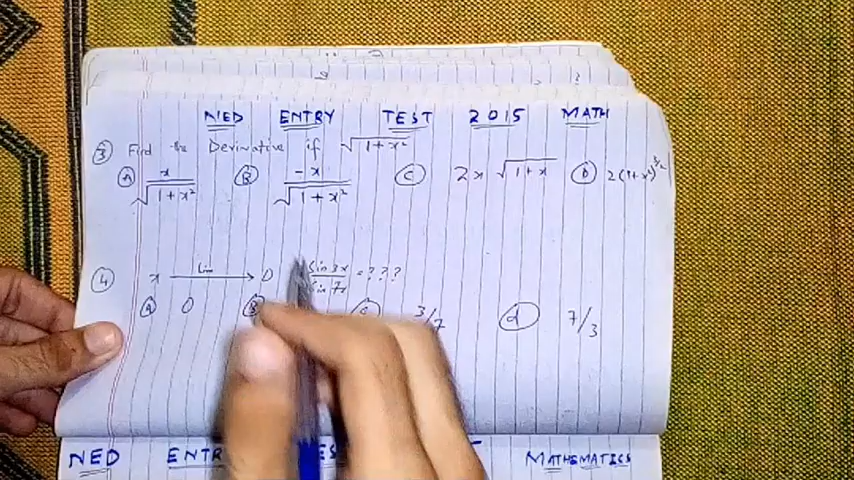 NED ENTRY TEST 2015 MATH
③ Find the Derivative if √(1+x²)
Ⓐ x/√(1+x²) Ⓑ -x/√(1+x²) Ⓒ 2x √(1+x) Ⓓ 2(1+x²)^3/2
④ x Lim→ 0 Sin 3x/Sin 7x = ???
Ⓐ 0 Ⓑ Ⓒ 3/7 ⓓ 7/3
NED MATHEMATICS